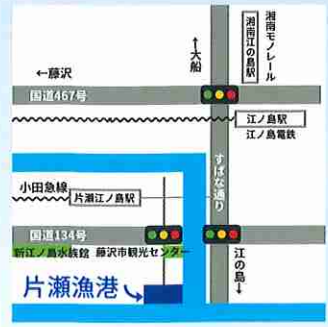 湘南モノレール
湘南江の島駅
↑大船
←藤沢
国道467号
江ノ島駅
江ノ島電鉄
すばな通り
小田急線
片瀬江ノ島駅
国道134号
新江ノ島水族館
藤沢市観光センター
江の島↓
片瀬漁港